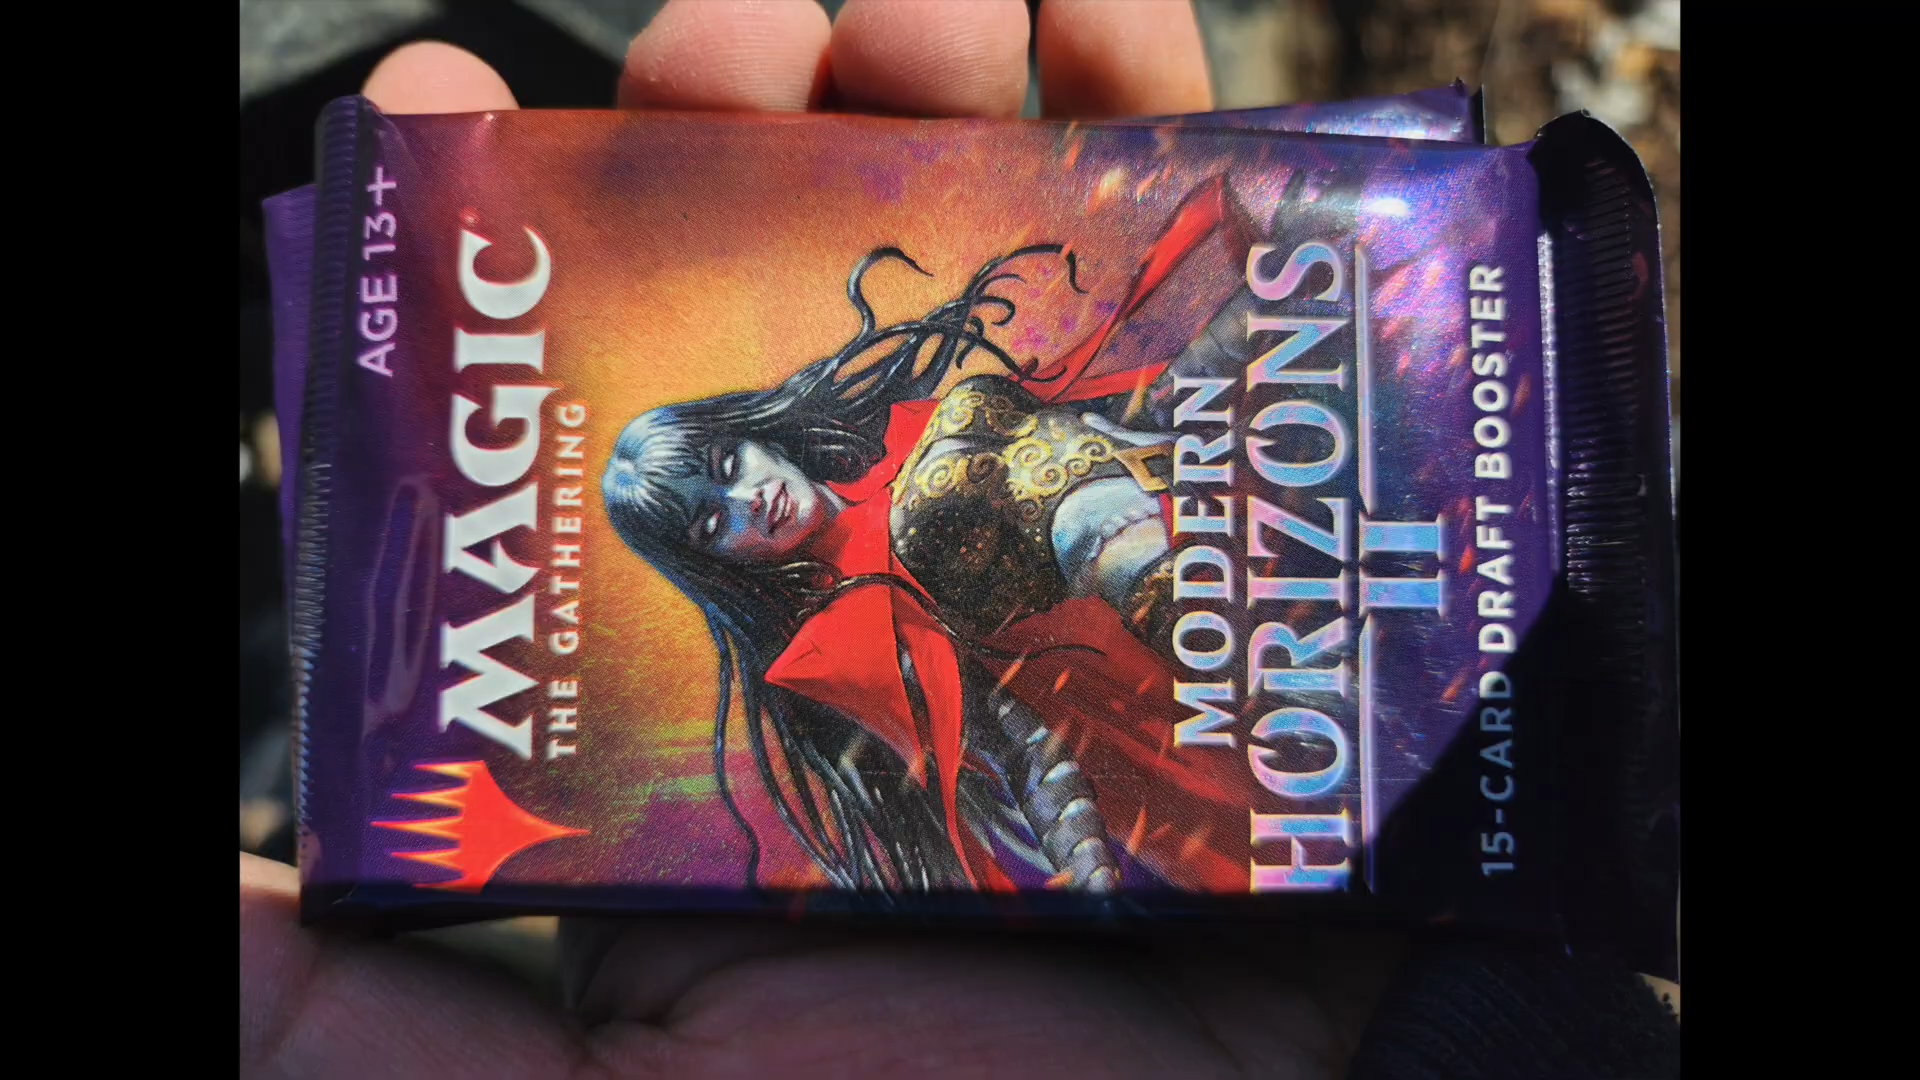 AGE 13+
MAGIC
THE GATHERING
MODERN
HORIZONS
II
15-CARD DRAFT BOOSTER